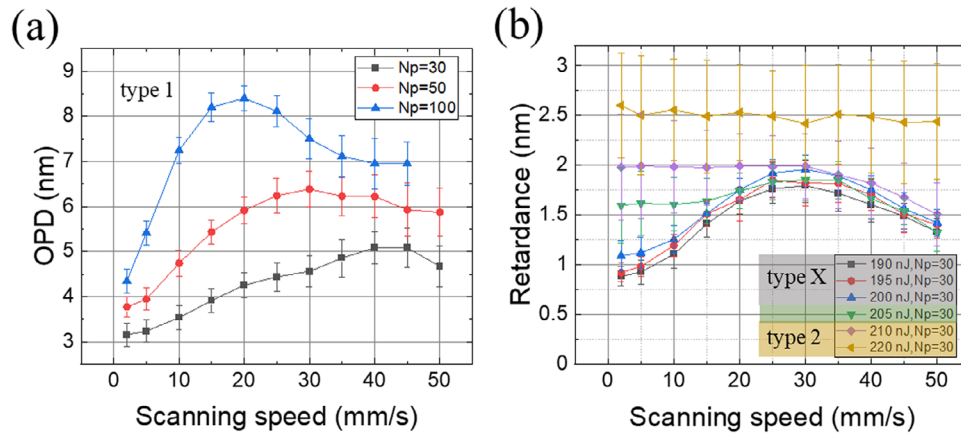 (a)
type 1
Np=30
Np=50
Np=100
OPD (nm)
9
8
7
6
5
4
3
0
10
20
30
40
50
Scanning speed (mm/s)
(b)
Retardance (nm)
3
2.5
2
1.5
1
0.5
0
type X
type 2
190 nJ,Np=30
195 nJ,Np=30
200 nJ,Np=30
205 nJ,Np=30
210 nJ,Np=30
220 nJ,Np=30
0
10
20
30
40
50
Scanning speed (mm/s)